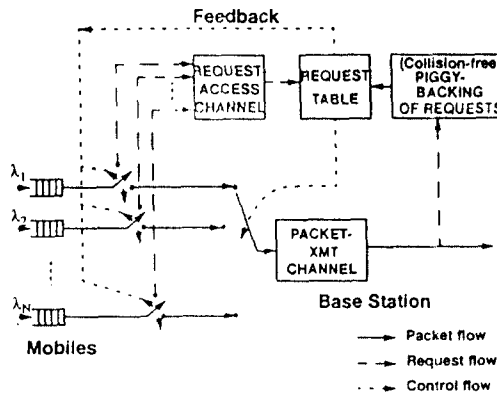 Feedback
REQUEST
ACCESS
CHANNEL
REQUEST
TABLE
(Collision-free)
PIGGY-
BACKING
OF REQUESTS
λ1
λ2
λN
PACKET-
XMT
CHANNEL
Base Station
Mobiles
Packet flow
Request flow
Control flow